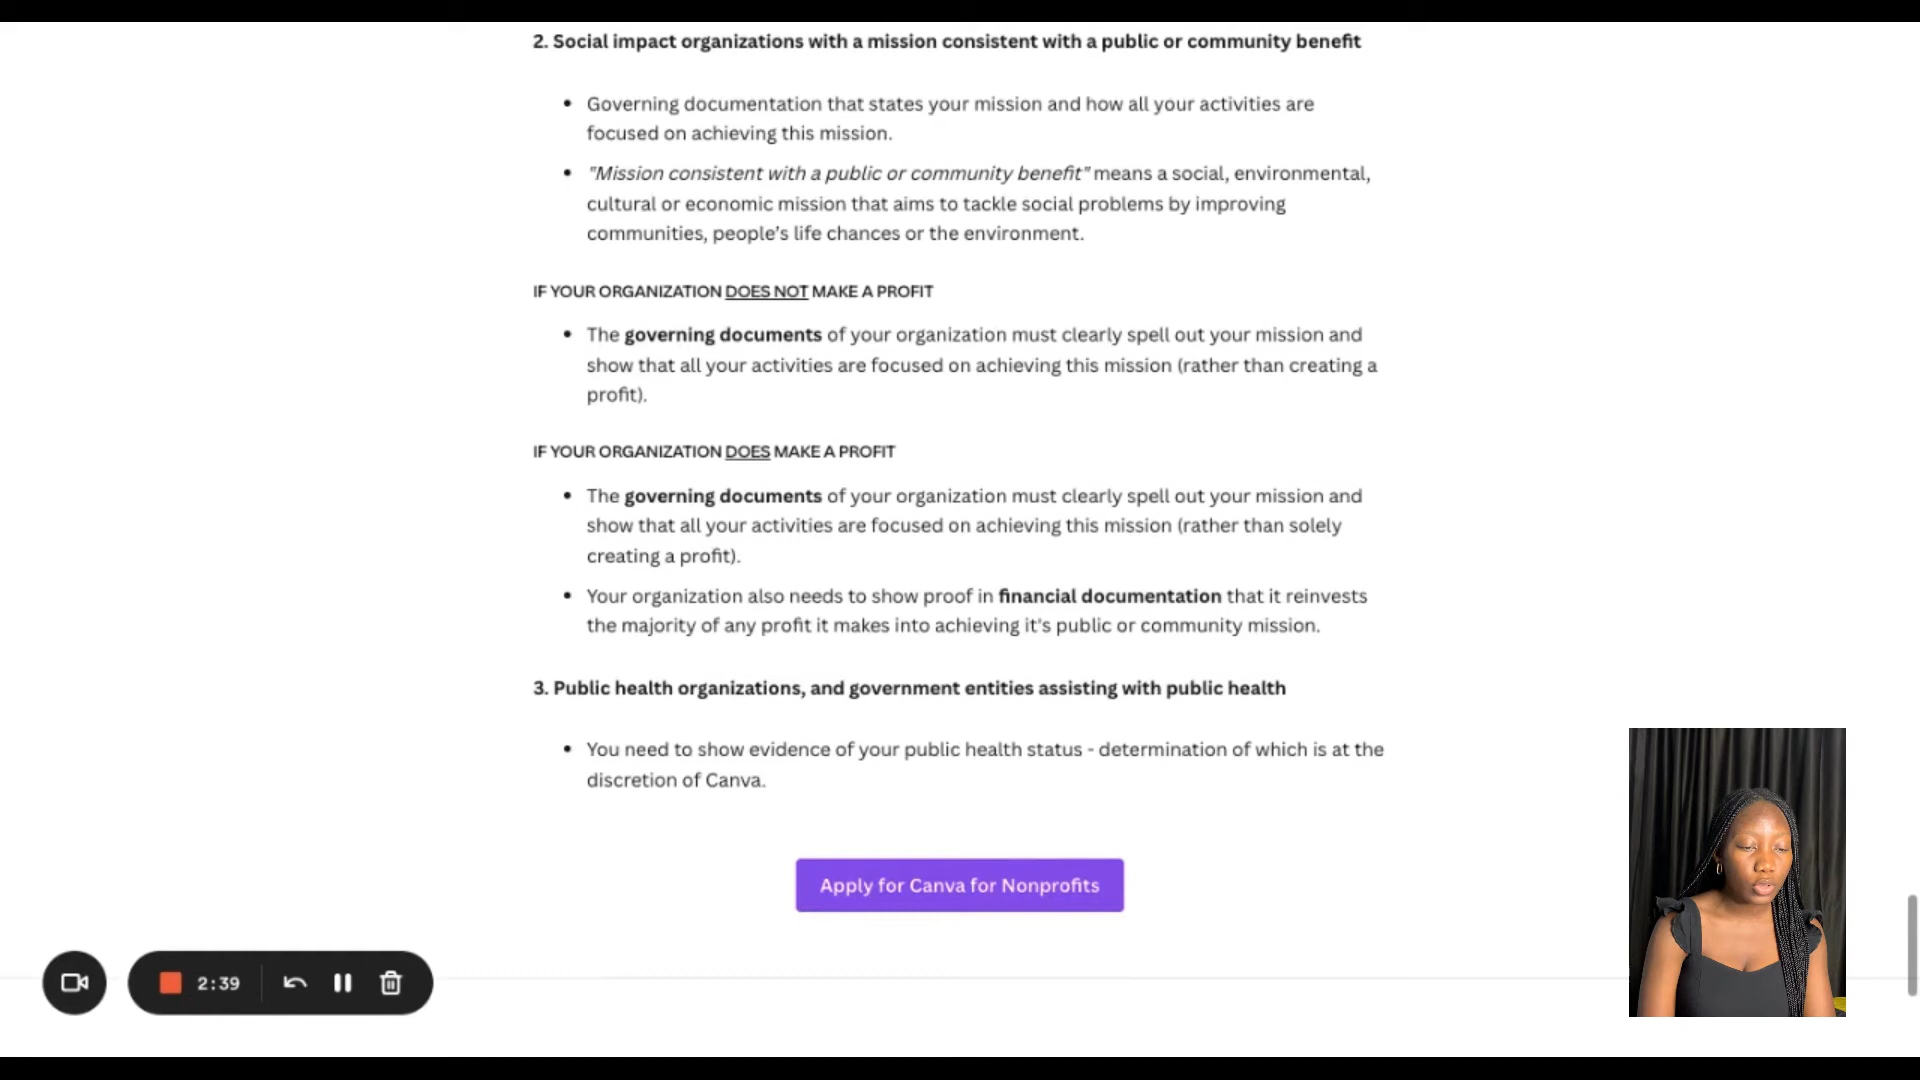 2. Social impact organizations with a mission consistent with a public or community benefit
Governing documentation that states your mission and how all your activities are
focused on achieving this mission.
"Mission consistent with a public or community benefit" means a social, environmental,
cultural or economic mission that aims to tackle social problems by improving
communities, people's life chances or the environment.
IF YOUR ORGANIZATION DOES NOT MAKE A PROFIT
The governing documents of your organization must clearly spell out your mission and
show that all your activities are focused on achieving this mission (rather than creating a
profit).
IF YOUR ORGANIZATION DOES MAKE A PROFIT
The governing documents of your organization must clearly spell out your mission and
show that all your activities are focused on achieving this mission (rather than solely
creating a profit).
Your organization also needs to show proof in financial documentation that it reinvests
the majority of any profit it makes into achieving it's public or community mission.
3. Public health organizations, and government entities assisting with public health
You need to show evidence of your public health status - determination of which is at the
discretion of Canva.
Apply for Canva for Nonprofits
2:39